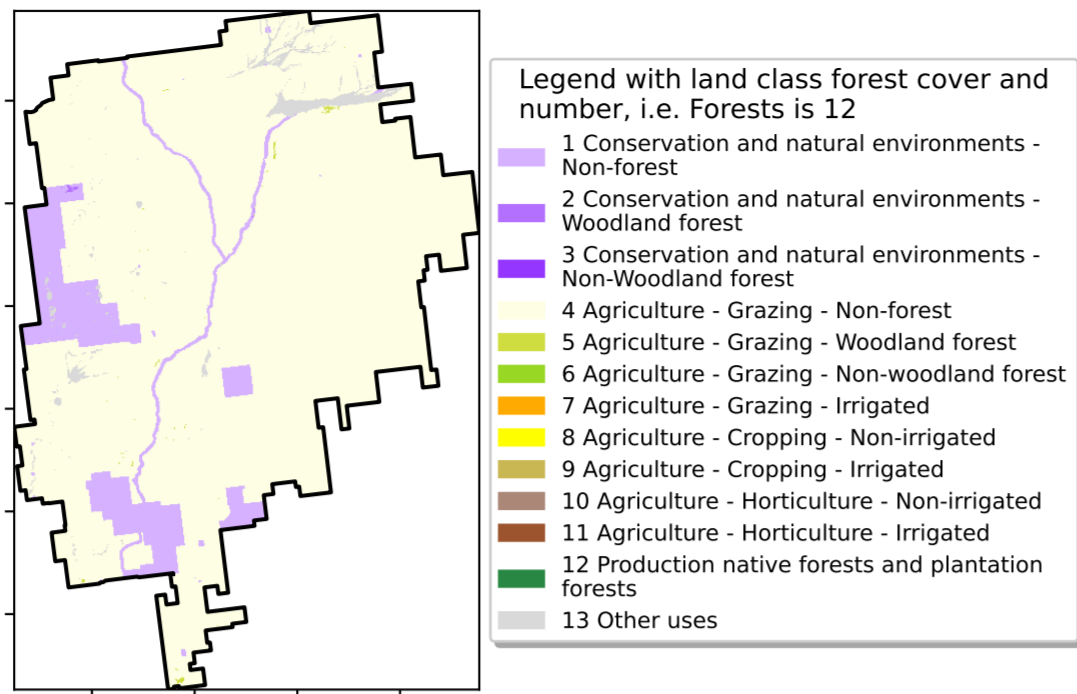 Legend with land class forest cover and
number, i.e. Forests is 12
1 Conservation and natural environments -
Non-forest
2 Conservation and natural environments -
Woodland forest
3 Conservation and natural environments -
Non-Woodland forest
4 Agriculture - Grazing - Non-forest
5 Agriculture - Grazing - Woodland forest
6 Agriculture - Grazing - Non-woodland forest
7 Agriculture - Grazing - Irrigated
8 Agriculture - Cropping - Non-irrigated
9 Agriculture - Cropping - Irrigated
10 Agriculture - Horticulture - Non-irrigated
11 Agriculture - Horticulture - Irrigated
12 Production native forests and plantation
forests
13 Other uses